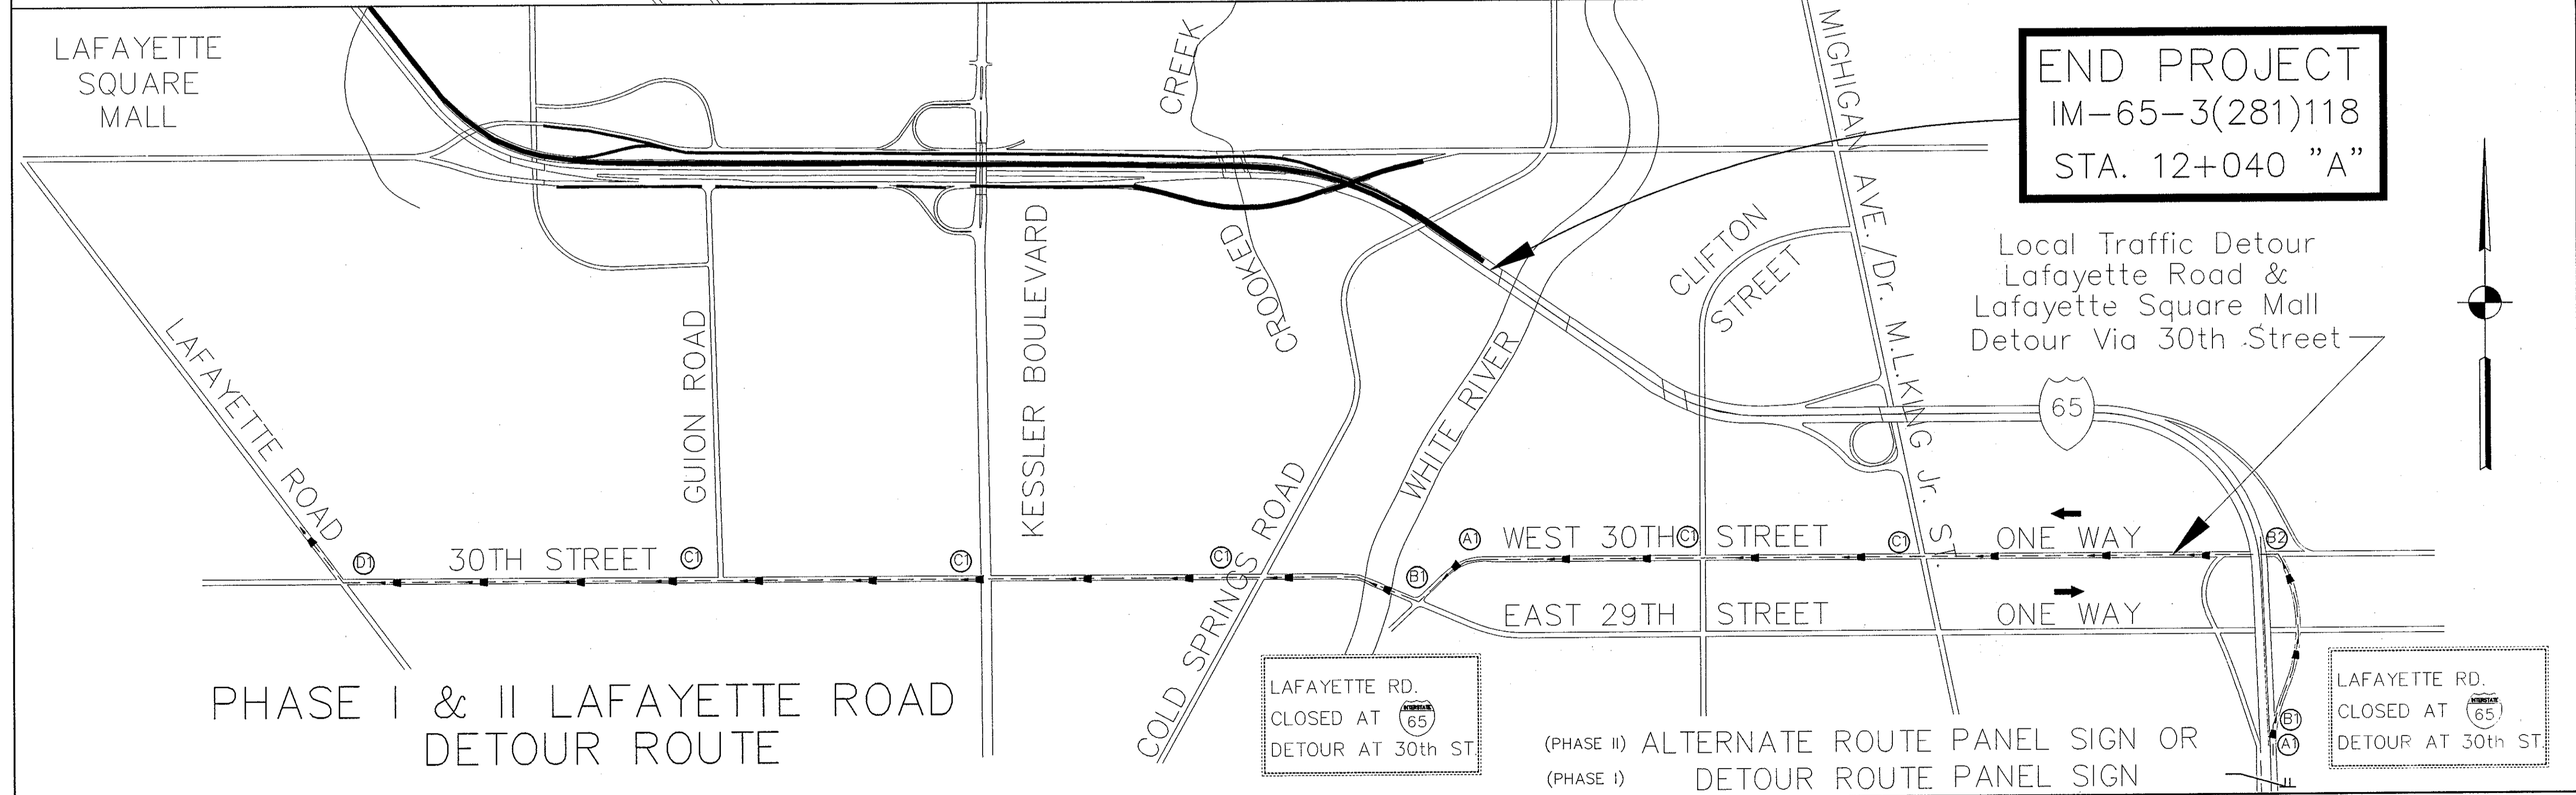 LAFAYETTE
SQUARE
MALL
CREEK
CROOKED
MIGHIGAN AVE./Dr. M.L.KING Jr. ST.
END PROJECT
IM-65-3(281)118
STA. 12+040 "A"
Local Traffic Detour
Lafayette Road &
Lafayette Square Mall
Detour Via 30th Street
CLIFTON
STREET
LAFAYETTE ROAD
GUION ROAD
KESSLER BOULEVARD
COLD SPRINGS ROAD
WHITE RIVER
65
D1
30TH STREET
C1
C1
C1
B1
A1
WEST 30TH
C1
STREET
C1
ONE WAY
B2
EAST 29TH STREET
ONE WAY
PHASE I & II LAFAYETTE ROAD
DETOUR ROUTE
LAFAYETTE RD.
CLOSED AT INTERSTATE 65
DETOUR AT 30th ST.
(PHASE II) ALTERNATE ROUTE PANEL SIGN OR
(PHASE I) DETOUR ROUTE PANEL SIGN
B1
A1
LAFAYETTE RD.
CLOSED AT INTERSTATE 65
DETOUR AT 30th ST